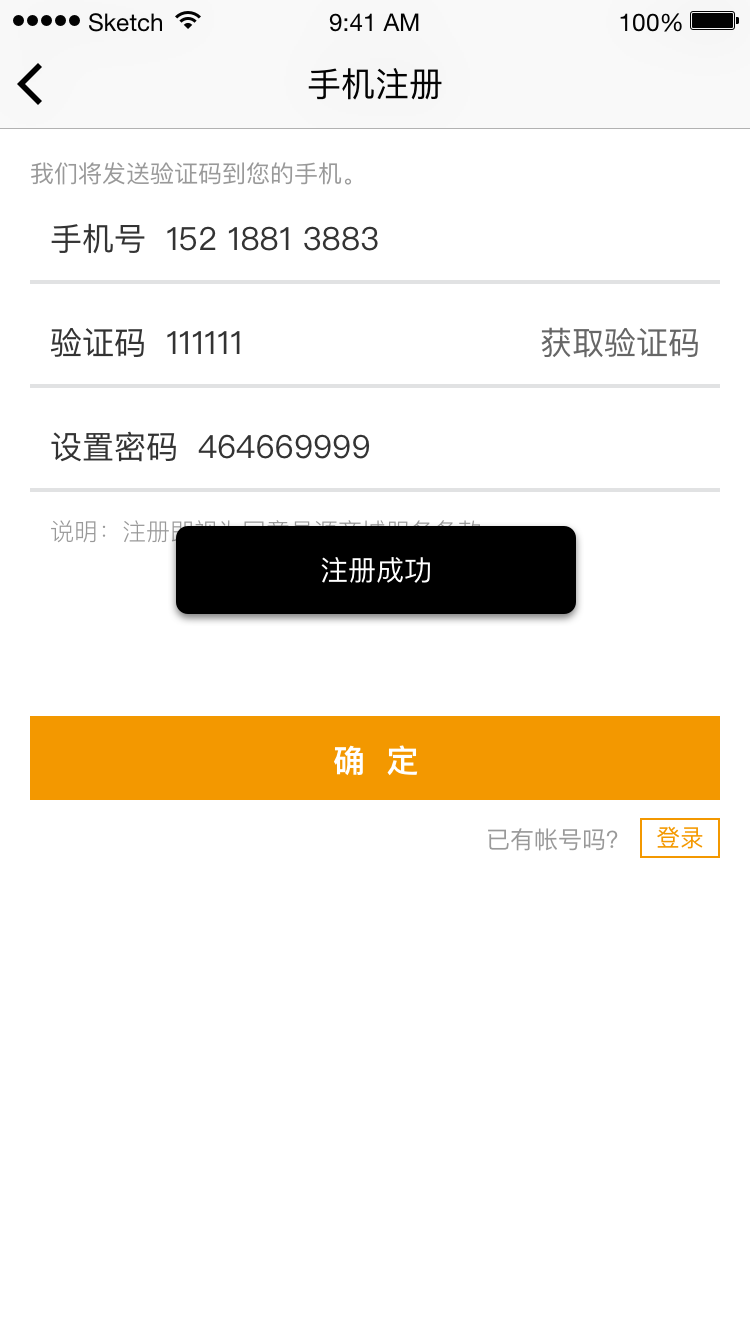 Sketch 9:41 AM 100%
手机注册
我们将发送验证码到您的手机。
手机号 152 1881 3883
验证码 111111 获取验证码
设置密码 464669999
说明：注册
注册成功
确 定
已有帐号吗? 登录